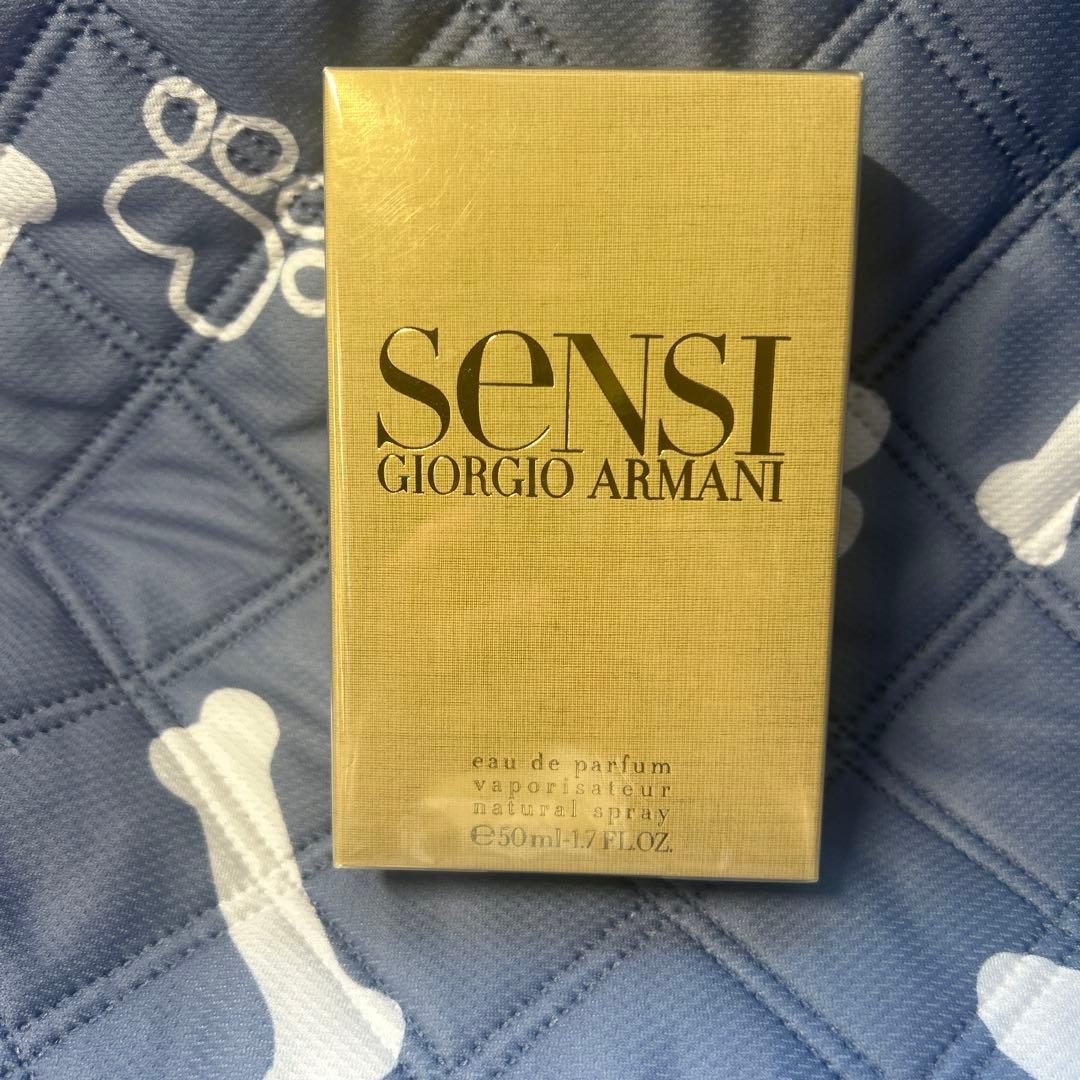 SeNSI
GIORGIO ARMANI
eau de parfum
vaporisateur
natural spray
℮50ml-1.7 FL.OZ.